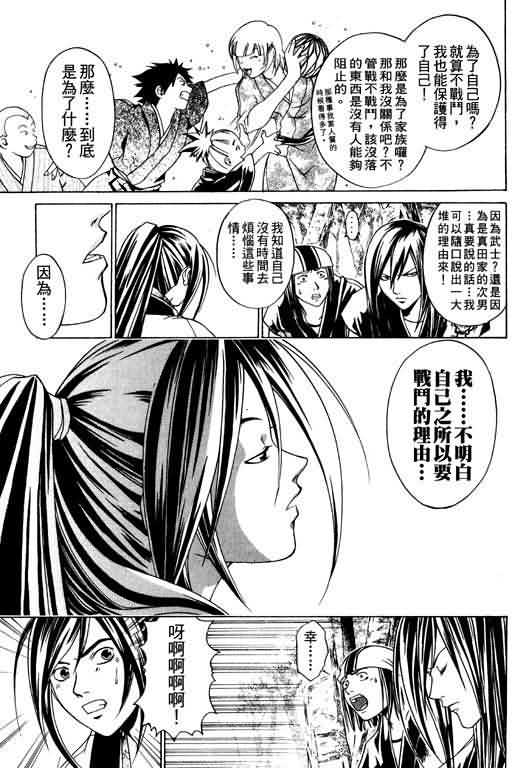 為了自己嗎？
就算不戰鬥，
我也能保護得
了自己！
那麼是為了家族囉？
那和我沒關係吧？不
管戰不戰鬥，該沒落
的東西是沒有人能夠
阻止的。
時候看得多了。
那麼……到底
是為了什麼？
因為武士？還是因
為是真田家的次男
…真要說的話…我
可以隨口說出一大
堆的理由來！
我知道自己
沒有時間去
煩惱這些事
情……
因為……
我……不明白
自己之所以要
戰鬥的理由…
幸……
呀啊啊啊啊！